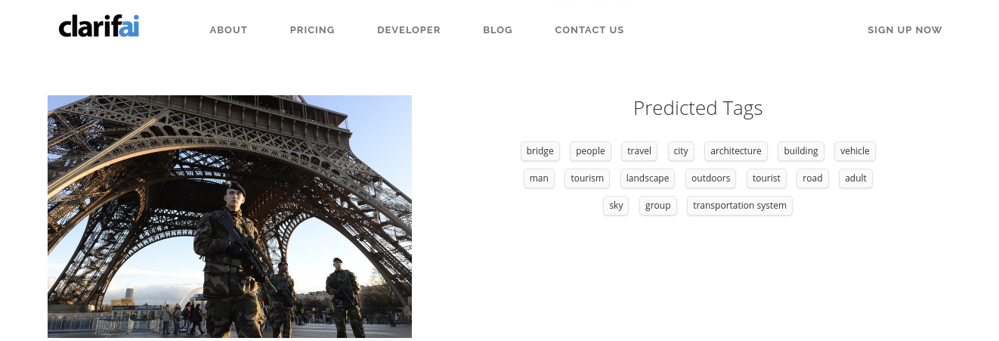 clarifai ABOUT PRICING DEVELOPER BLOG CONTACT US SIGN UP NOW
Predicted Tags
bridge people travel city architecture building vehicle
man tourism landscape outdoors tourist road adult
sky group transportation system